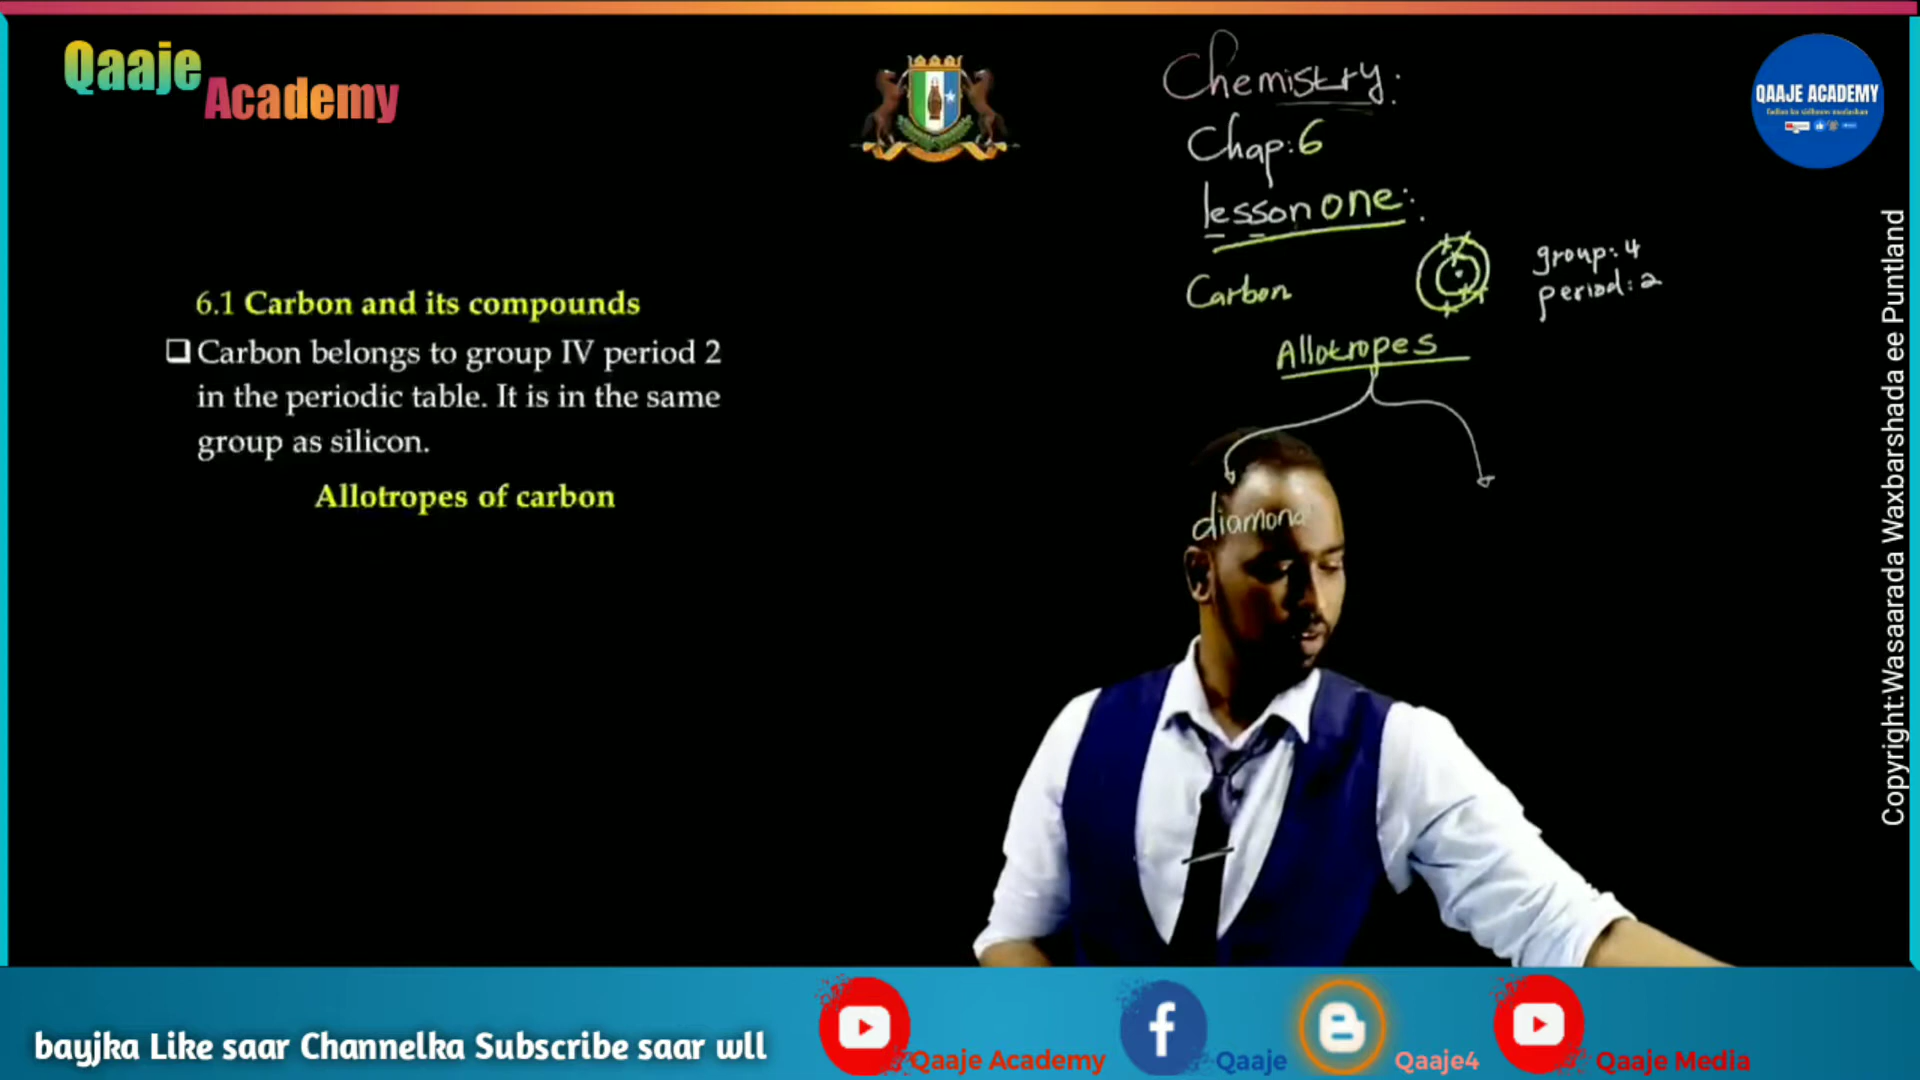 Qaaje
Academy
Chemistry:
Chap:6
lesson one:
Carbon
group: 4
period: 2
Allotropes
diamond
6.1 Carbon and its compounds
Carbon belongs to group IV period 2
in the periodic table. It is in the same
group as silicon.
Allotropes of carbon
QAAJE ACADEMY
Copyright:Wasaarada Waxbarshada ee Puntland
bayjka Like saar Channelka Subscribe saar wll
Qaaje Academy
Qaaje
Qaaje4
Qaaje Media